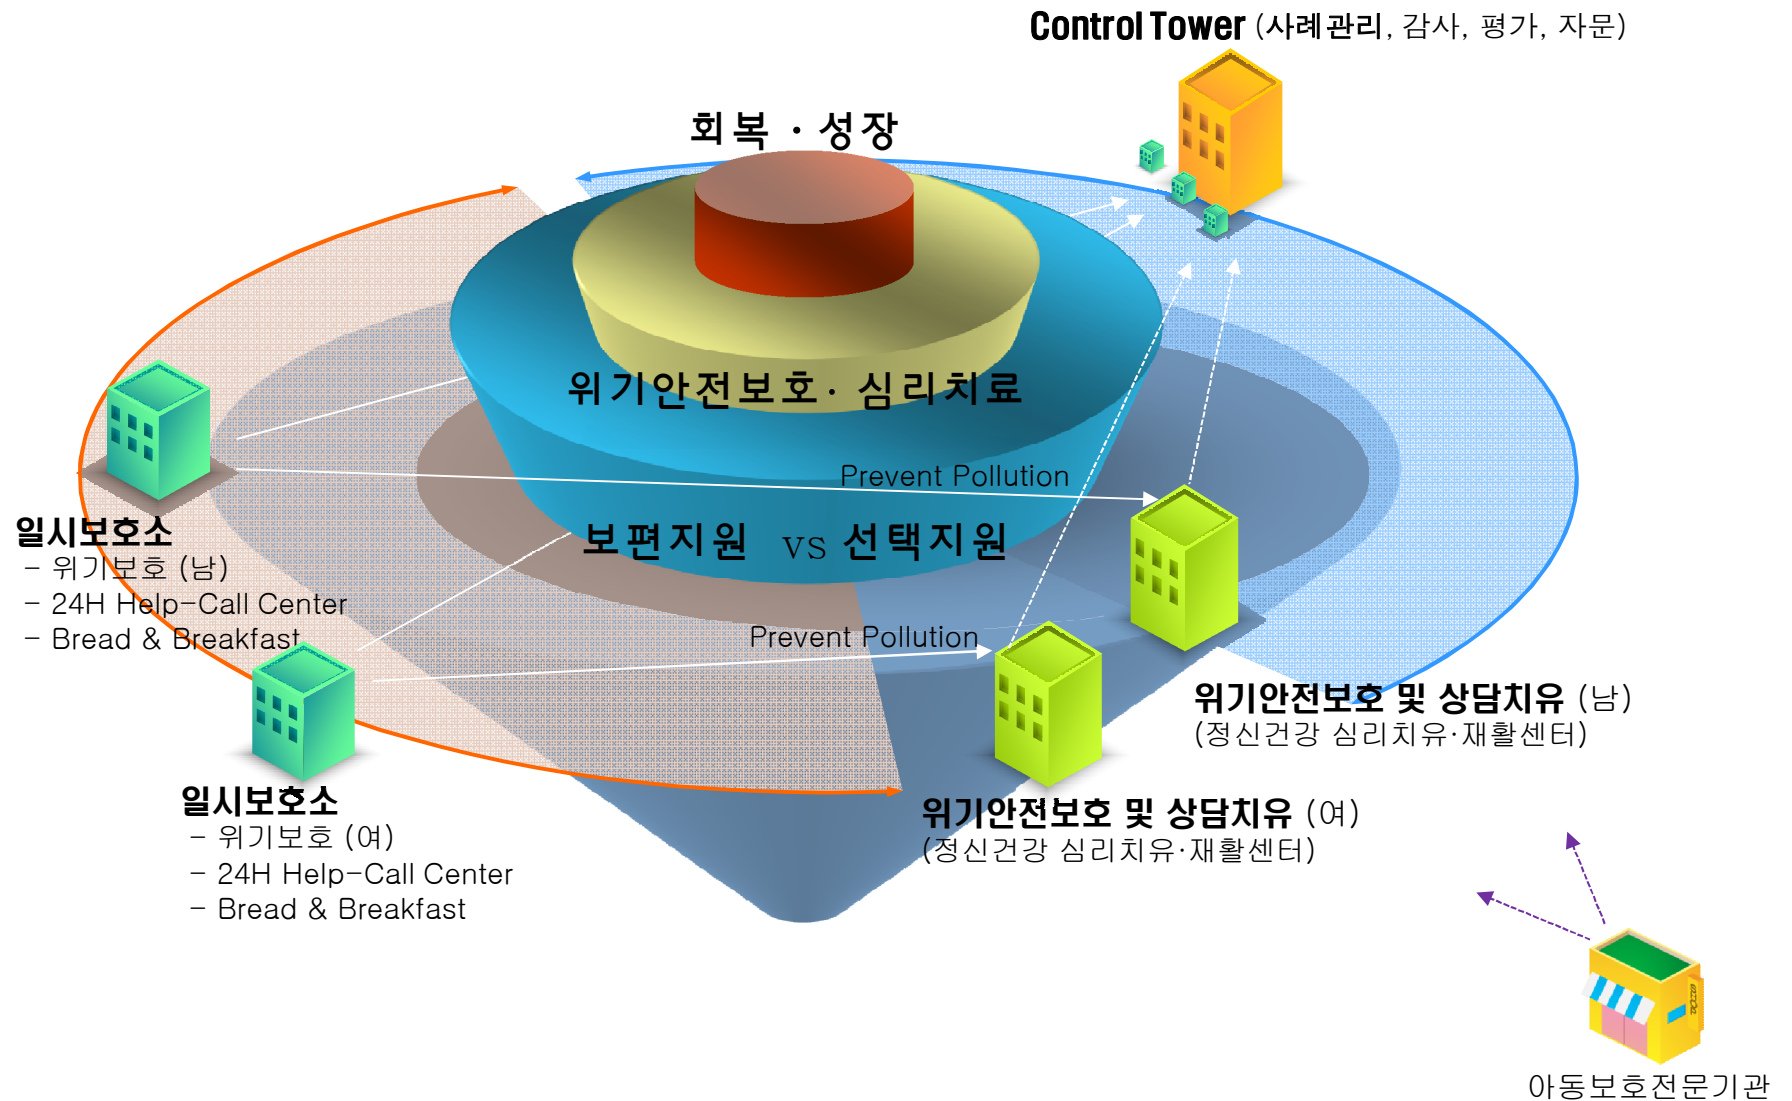 Control Tower (사례관리, 감사, 평가, 자문)
회복 · 성장
위기안전보호· 심리치료
Prevent Pollution
보편지원 vs 선택지원
일시보호소
- 위기보호 (남)
- 24H Help-Call Center
- Bread & Breakfast
Prevent Pollution
위기안전보호 및 상담치유 (남)
(정신건강 심리치유·재활센터)
일시보호소
- 위기보호 (여)
- 24H Help-Call Center
- Bread & Breakfast
위기안전보호 및 상담치유 (여)
(정신건강 심리치유·재활센터)
아동보호전문기관